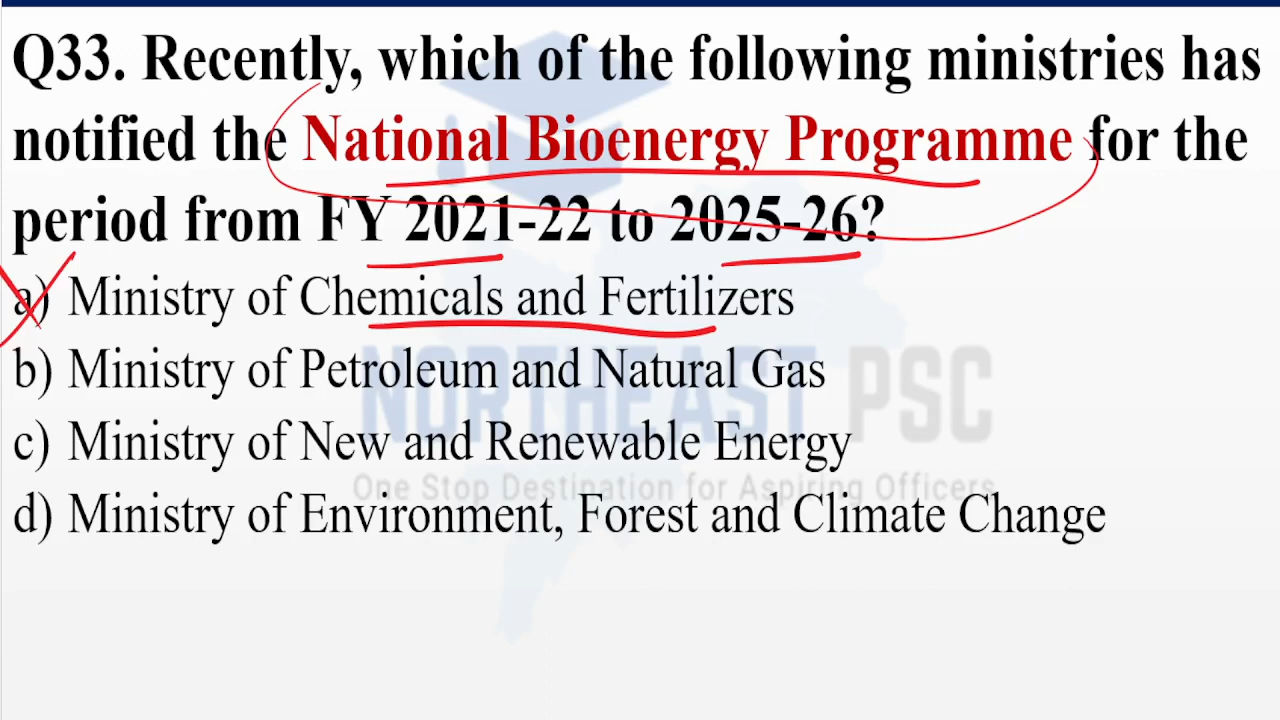 Q33. Recently, which of the following ministries has
notified the National Bioenergy Programme for the
period from FY 2021-22 to 2025-26?
a) Ministry of Chemicals and Fertilizers
b) Ministry of Petroleum and Natural Gas
NORTHEAST PSC
c) Ministry of New and Renewable Energy
One Stop Destination for Aspiring Officers
d) Ministry of Environment, Forest and Climate Change